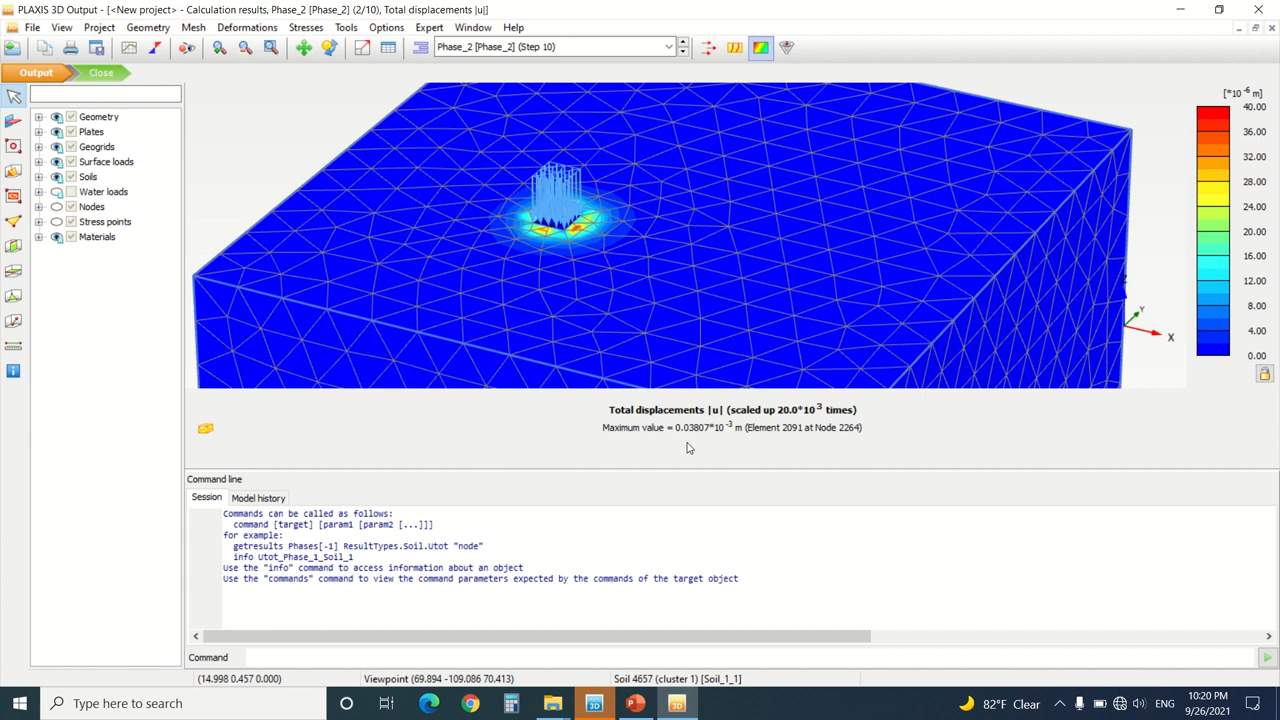 PLAXIS 3D Output - [<New project> - Calculation results, Phase_2 [Phase_2] (2/10), Total displacements |u|]
File View Project Geometry Mesh Deformations Stresses Tools Options Expert Window Help
Phase_2 [Phase_2] (Step 10)
Output Close
Geometry
Plates
Geogrids
Surface loads
Soils
Water loads
Nodes
Stress points
Materials
[*10⁻⁶ m]
40.00
36.00
32.00
28.00
24.00
20.00
16.00
12.00
8.00
4.00
0.00
Y
X
Total displacements |u| (scaled up 20.0*10³ times)
Maximum value = 0.03807*10⁻³ m (Element 2091 at Node 2264)
Command line
Session Model history
Commands can be called as follows:
command [target] [param1 [param2 [...]]]
for example:
getresults Phases[-1] ResultTypes.Soil.Utot "node"
info Utot_Phase_1_Soil_1
Use the "info" command to access information about an object
Use the "commands" command to view the command parameters expected by the commands of the target object
Command
(14.998 0.457 0.000) Viewpoint (69.894 -109.086 70.413) Soil 4657 (cluster 1) [Soil_1_1]
Type here to search
3D 3D
82°F Clear
ENG
10:20 PM
9/26/2021